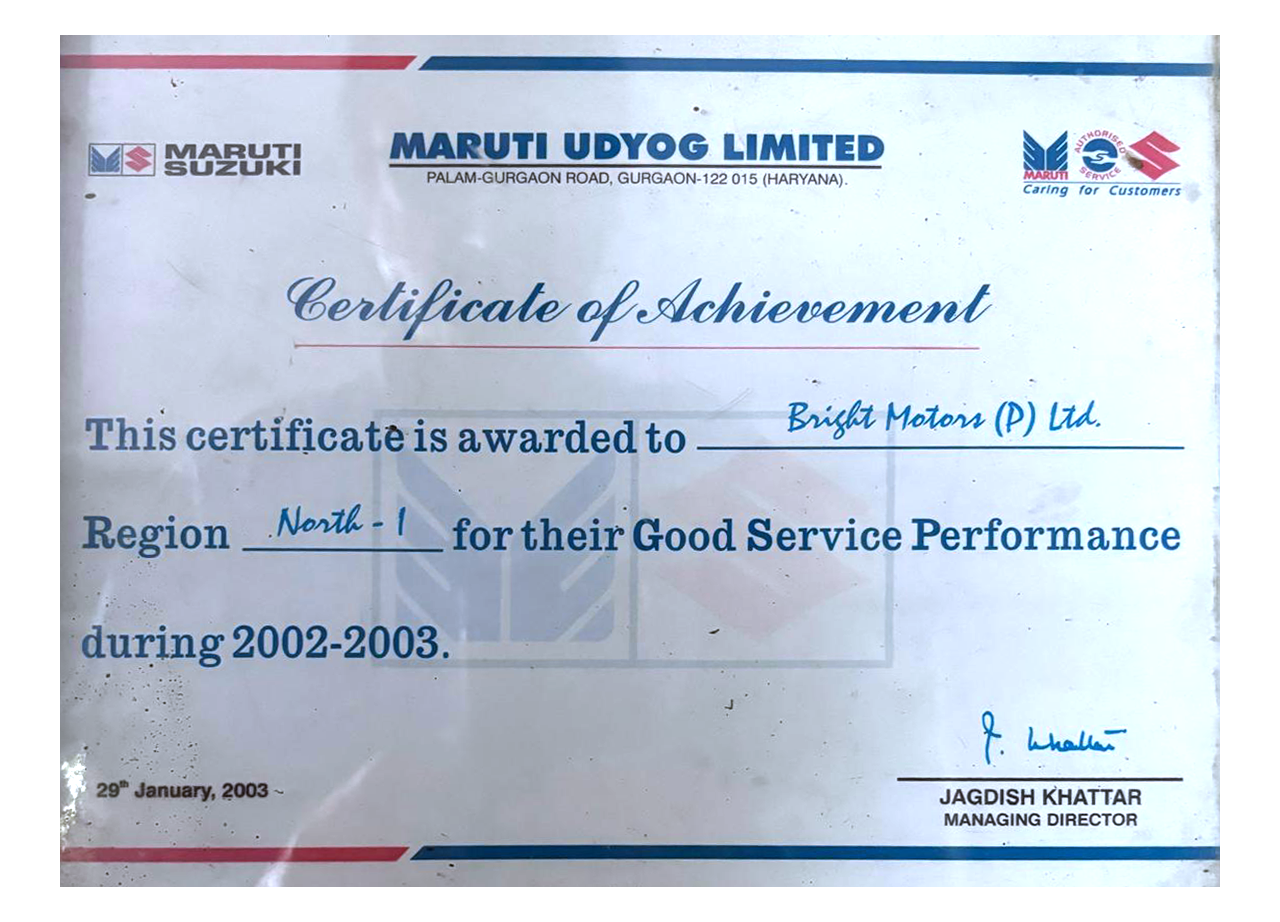 MARUTI SUZUKI
MARUTI UDYOG LIMITED
PALAM-GURGAON ROAD, GURGAON-122 015 (HARYANA).
MARUTI
AUTHORISED SERVICE
Caring for Customers
Certificate of Achievement
This certificate is awarded to Bright Motors (P) Ltd.
Region North - 1 for their Good Service Performance
during 2002-2003.
J. Khattar
29th January, 2003
JAGDISH KHATTAR
MANAGING DIRECTOR